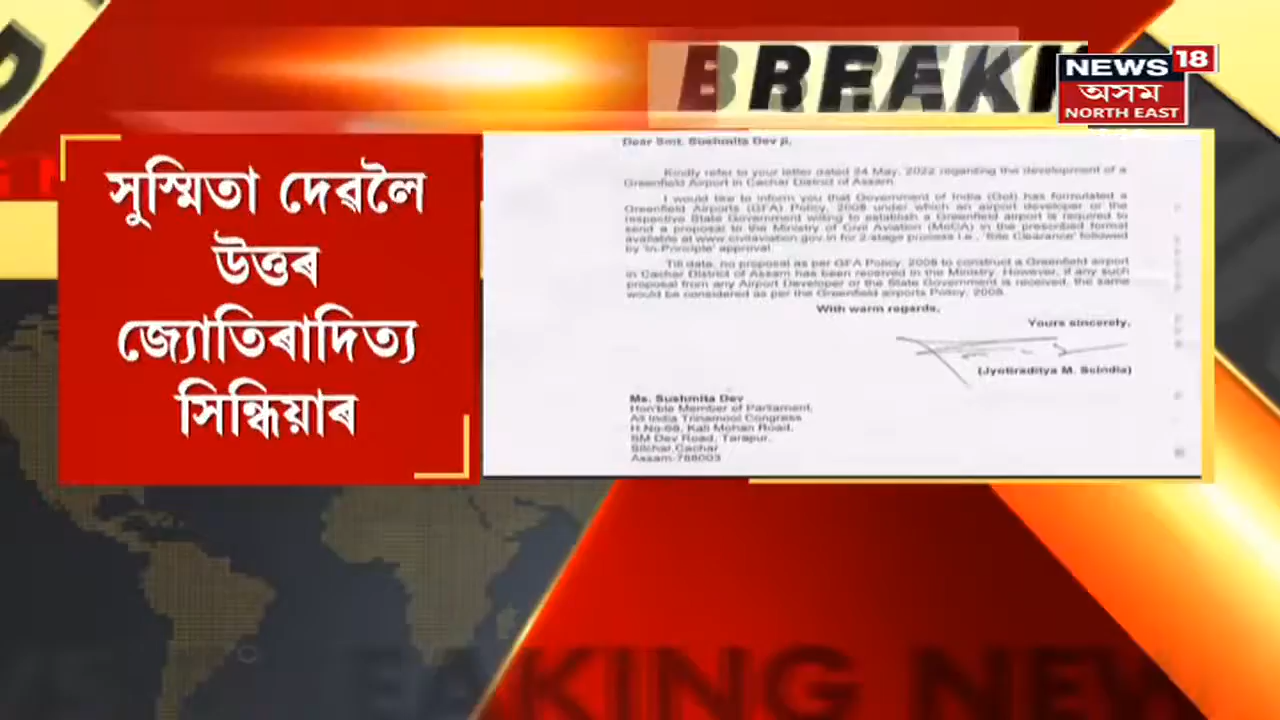 BREAKI
NEWS 18
অসম
NORTH EAST
সুস্মিতা দেৱলৈ
উত্তৰ
জ্যোতিৰাদিত্য
সিন্ধিয়াৰ
Dear Smt. Sushmita Dev ji,
Kindly refer to your letter dated 24 May, 2022 regarding the development of a
Greenfield Airport in Cachar District of Assam.
I would like to inform you that Government of India (GoI) has formulated a
Greenfield Airports (GFA) Policy, 2008 under which an airport developer or the
respective State Government willing to establish a Greenfield airport is required to
send a proposal to the Ministry of Civil Aviation (MoCA) in the prescribed format
available at www.civilaviation.gov.in for 2-stage process i.e., 'Site Clearance' followed
by 'In-Principle' approval.
Till date, no proposal as per GFA Policy, 2008 to construct a Greenfield airport
in Cachar District of Assam has been received in the Ministry. However, if any such
proposal from any Airport Developer or the State Government is received, the same
would be considered as per the Greenfield airports Policy, 2008.
With warm regards,
Yours sincerely,
(Jyotiraditya M. Scindia)
Ms. Sushmita Dev
Hon'ble Member of Parliament,
All India Trinamool Congress
H.No-68, Kali Mohan Road,
SM Dev Road, Tarapur,
Silchar,Cachar
Assam-788003
EAKING NEW